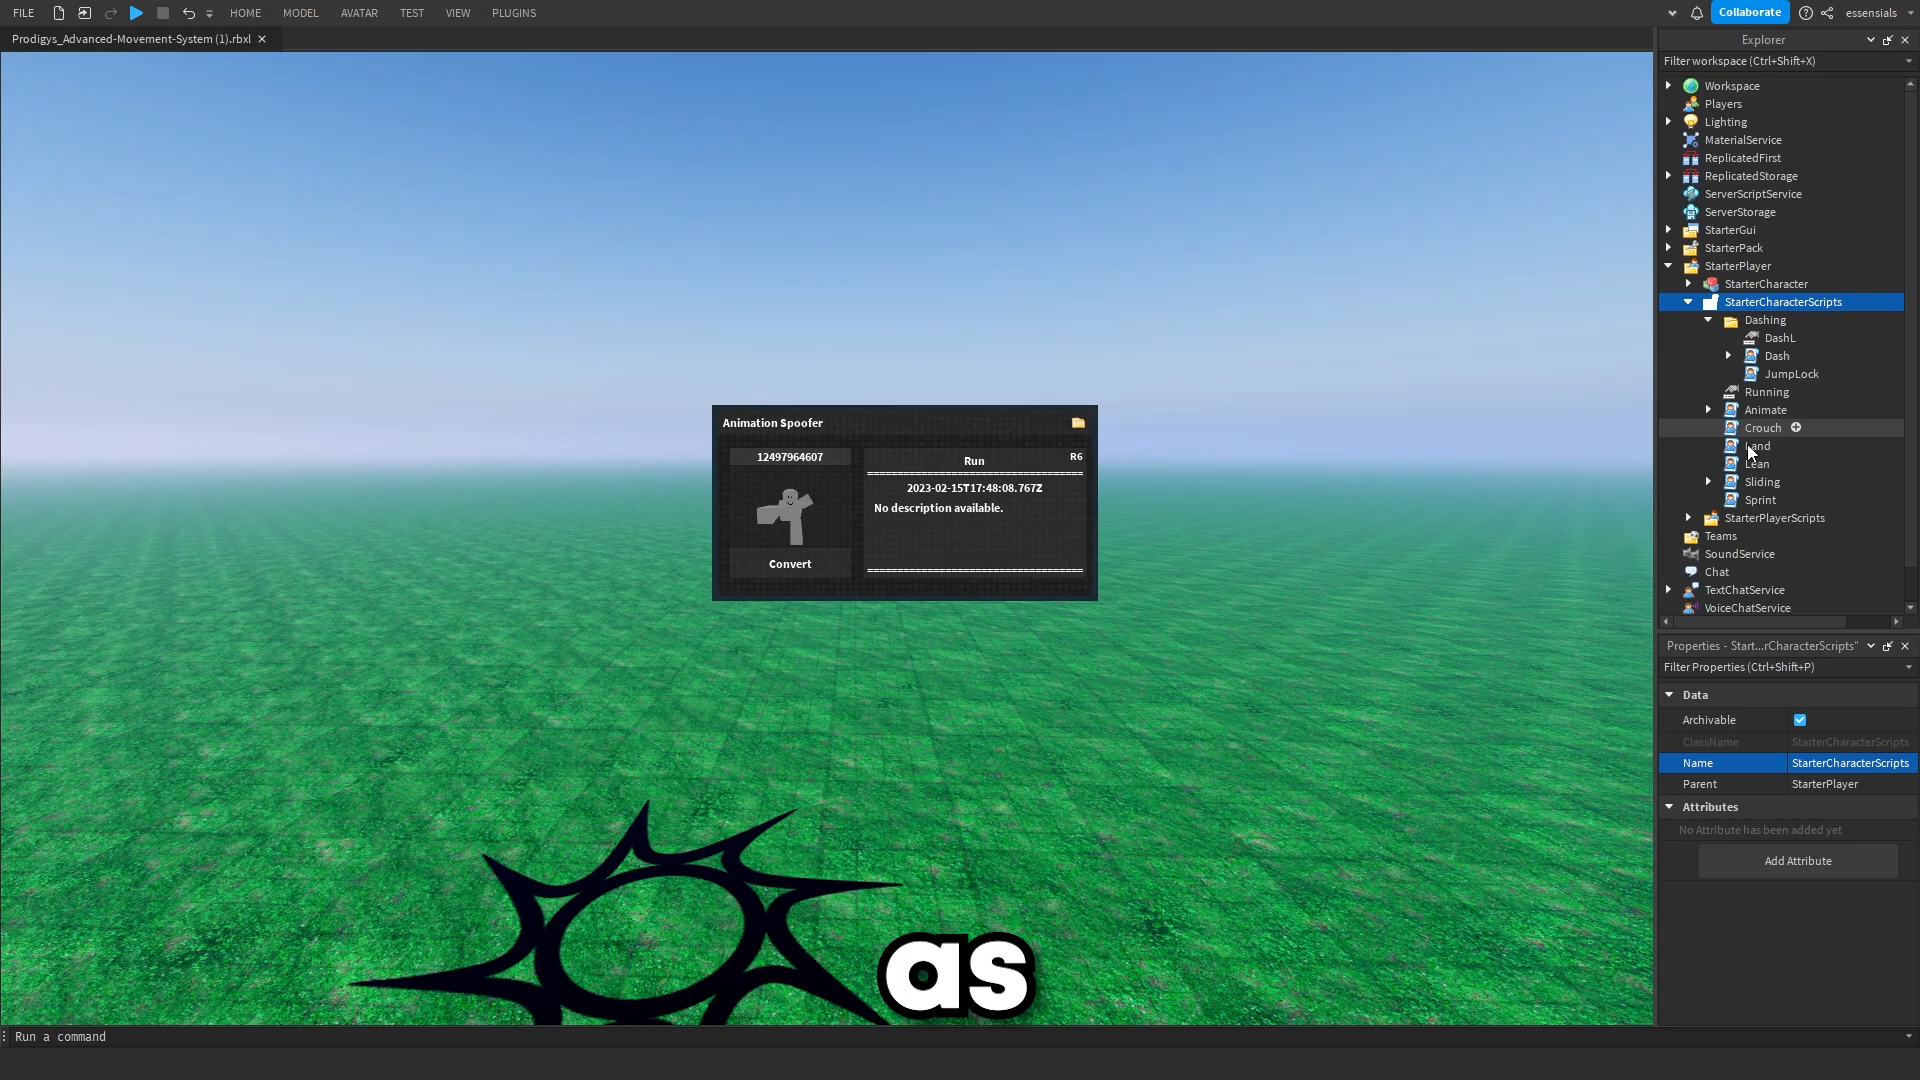 FILE
HOME
MODEL
AVATAR
TEST
VIEW
PLUGINS
Collaborate
essensials
Prodigys_Advanced-Movement-System (1).rbxl
Explorer
Filter workspace (Ctrl+Shift+X)
Workspace
Players
Lighting
MaterialService
ReplicatedFirst
ReplicatedStorage
ServerScriptService
ServerStorage
StarterGui
StarterPack
StarterPlayer
StarterCharacter
StarterCharacterScripts
Dashing
DashL
Dash
JumpLock
Running
Animate
Crouch
Land
Lean
Sliding
Sprint
StarterPlayerScripts
Teams
SoundService
Chat
TextChatService
VoiceChatService
Animation Spoofer
12497964607
Convert
Run
R6
==================================
2023-02-15T17:48:08.767Z
No description available.
==================================
Properties - Start...rCharacterScripts"
Filter Properties (Ctrl+Shift+P)
Data
Archivable
ClassName StarterCharacterScripts
Name StarterCharacterScripts
Parent StarterPlayer
Attributes
No Attribute has been added yet
Add Attribute
as
Run a command